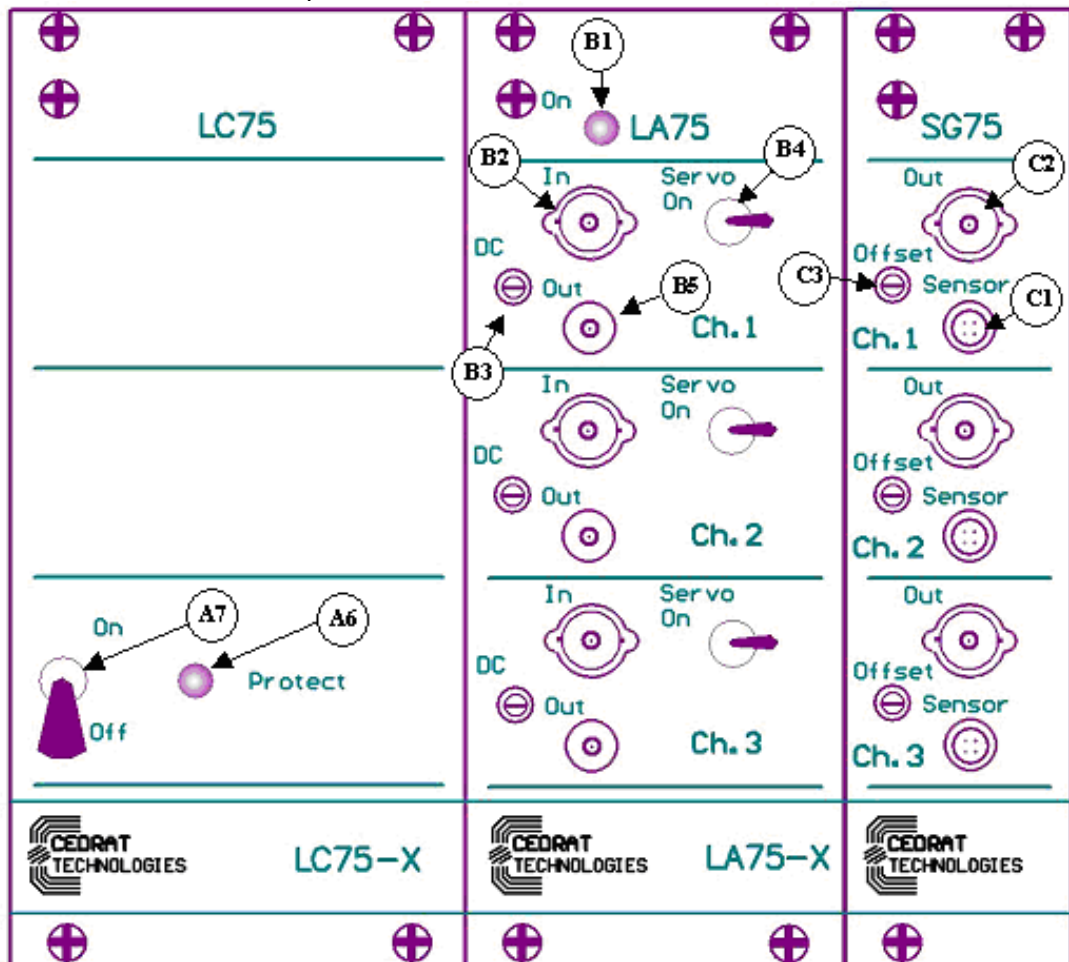 LC75
On
A7
A6
Protect
Off
CEDRAT
TECHNOLOGIES
LC75-X
B1
On
LA75
B2
B4
In
Servo
On
DC
Out
B5
B3
Ch.1
In
Servo
On
DC
Out
Ch.2
In
Servo
On
DC
Out
Ch.3
CEDRAT
TECHNOLOGIES
LA75-X
SG75
C2
Out
Offset
C3
Sensor
C1
Ch.1
Out
Offset
Sensor
Ch.2
Out
Offset
Sensor
Ch.3
CEDRAT
TECHNOLOGIES